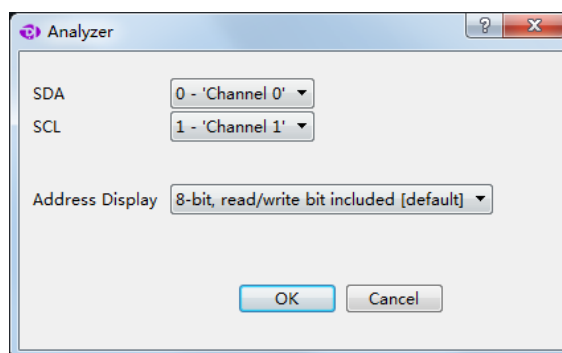 Analyzer
SDA 0 - 'Channel 0'
SCL 1 - 'Channel 1'
Address Display 8-bit, read/write bit included [default]
OK Cancel